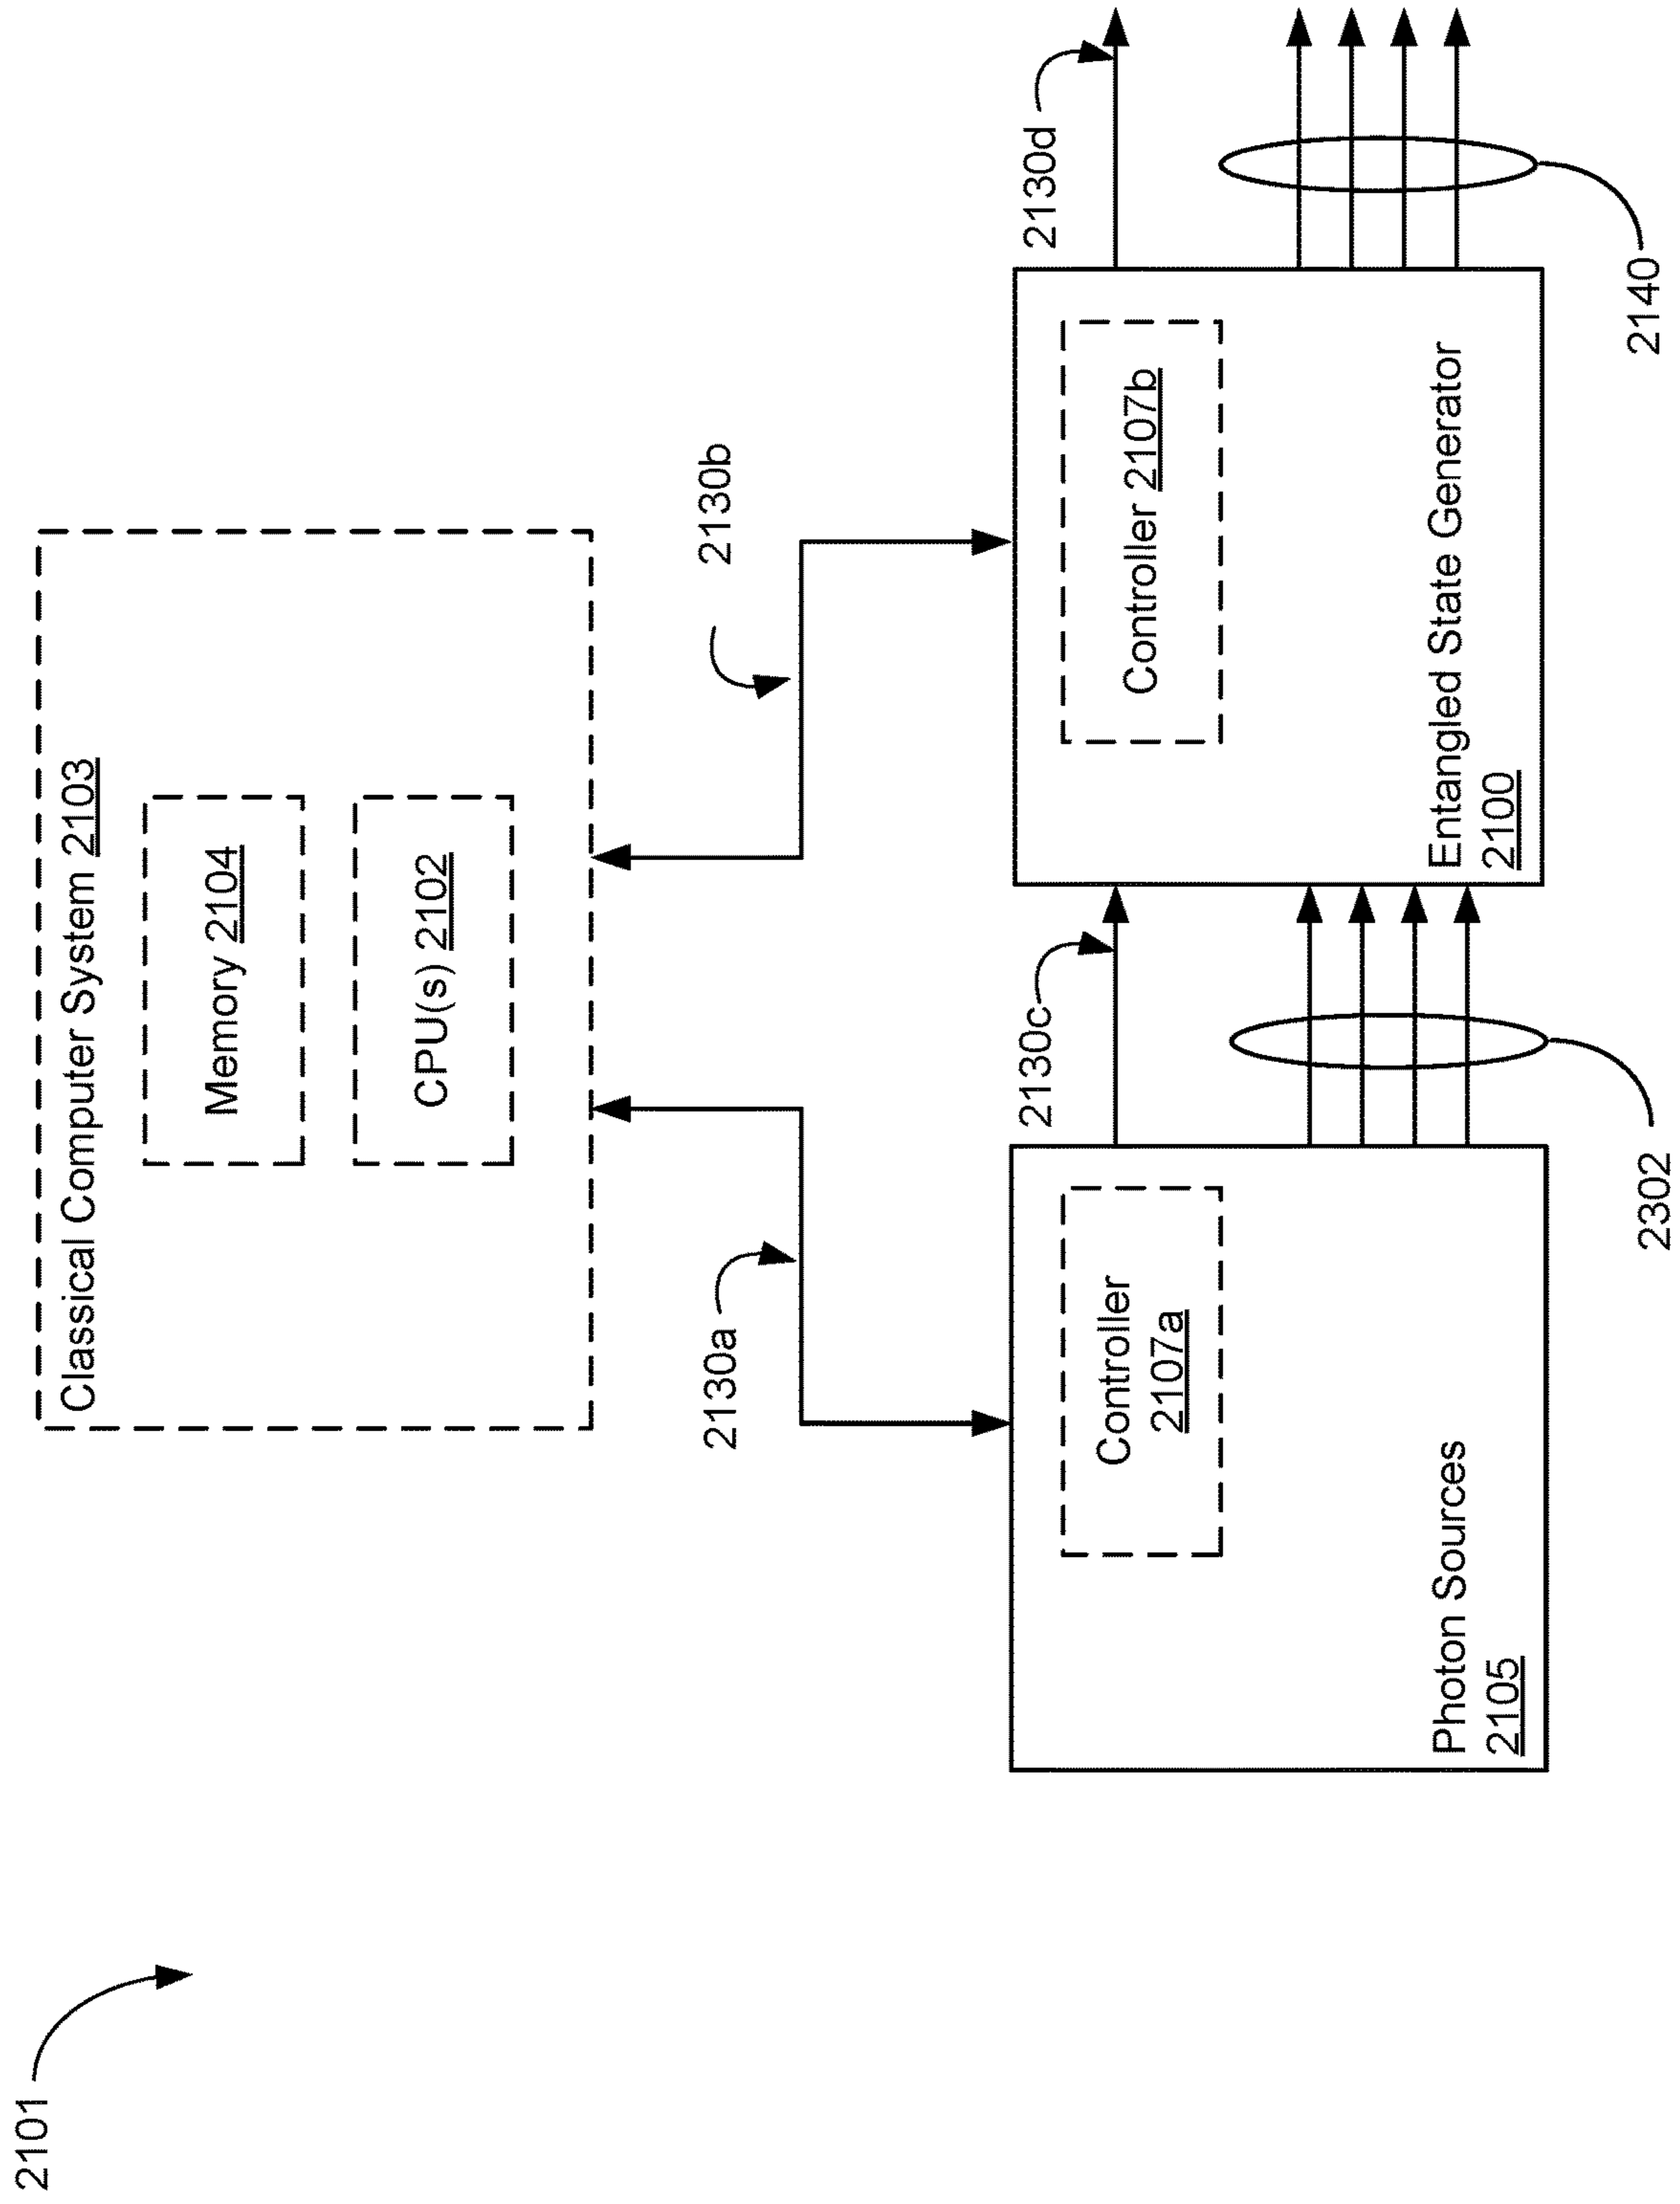 2101
Classical Computer System 2103
Memory 2104
CPU(s) 2102
2130a
2130b
Photon Sources
2105
Controller
2107a
2130c
2302
Entangled State Generator
2100
Controller 2107b
2130d
2140